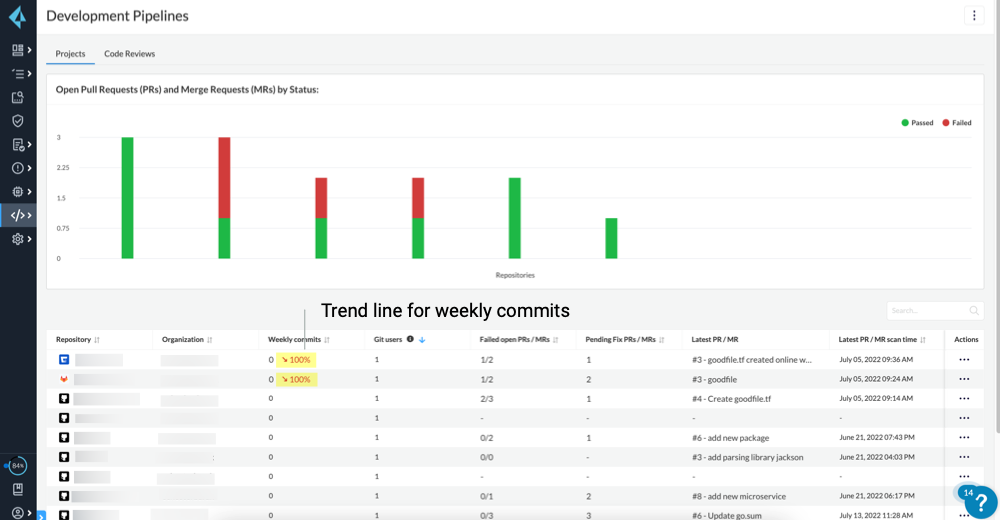 Development Pipelines
Projects Code Reviews
Open Pull Requests (PRs) and Merge Requests (MRs) by Status:
Passed Failed
3
2.25
1.5
0.75
0
Repositories
Trend line for weekly commits
Search...
Repository Organization Weekly commits Git users Failed open PRs / MRs Pending Fix PRs / MRs Latest PR / MR Latest PR / MR scan time Actions
0 100% 1 1/2 1 #3 - goodfile.tf created online w... July 05, 2022 09:36 AM
0 100% 1 1/2 2 #3 - goodfile July 05, 2022 09:24 AM
0 1 2/3 1 #4 - Create goodfile.tf July 05, 2022 09:14 AM
0 1 - - - -
0 1 0/2 1 #6 - add new package June 21, 2022 07:43 PM
0 1 0/0 - #3 - add parsing library jackson June 21, 2022 04:03 PM
0 1 - - - -
0 1 0/1 2 #8 - add new microservice June 21, 2022 06:17 PM
0 1 0/3 3 #6 - Update go.sum July 13, 2022 11:28 AM
84%
14
?